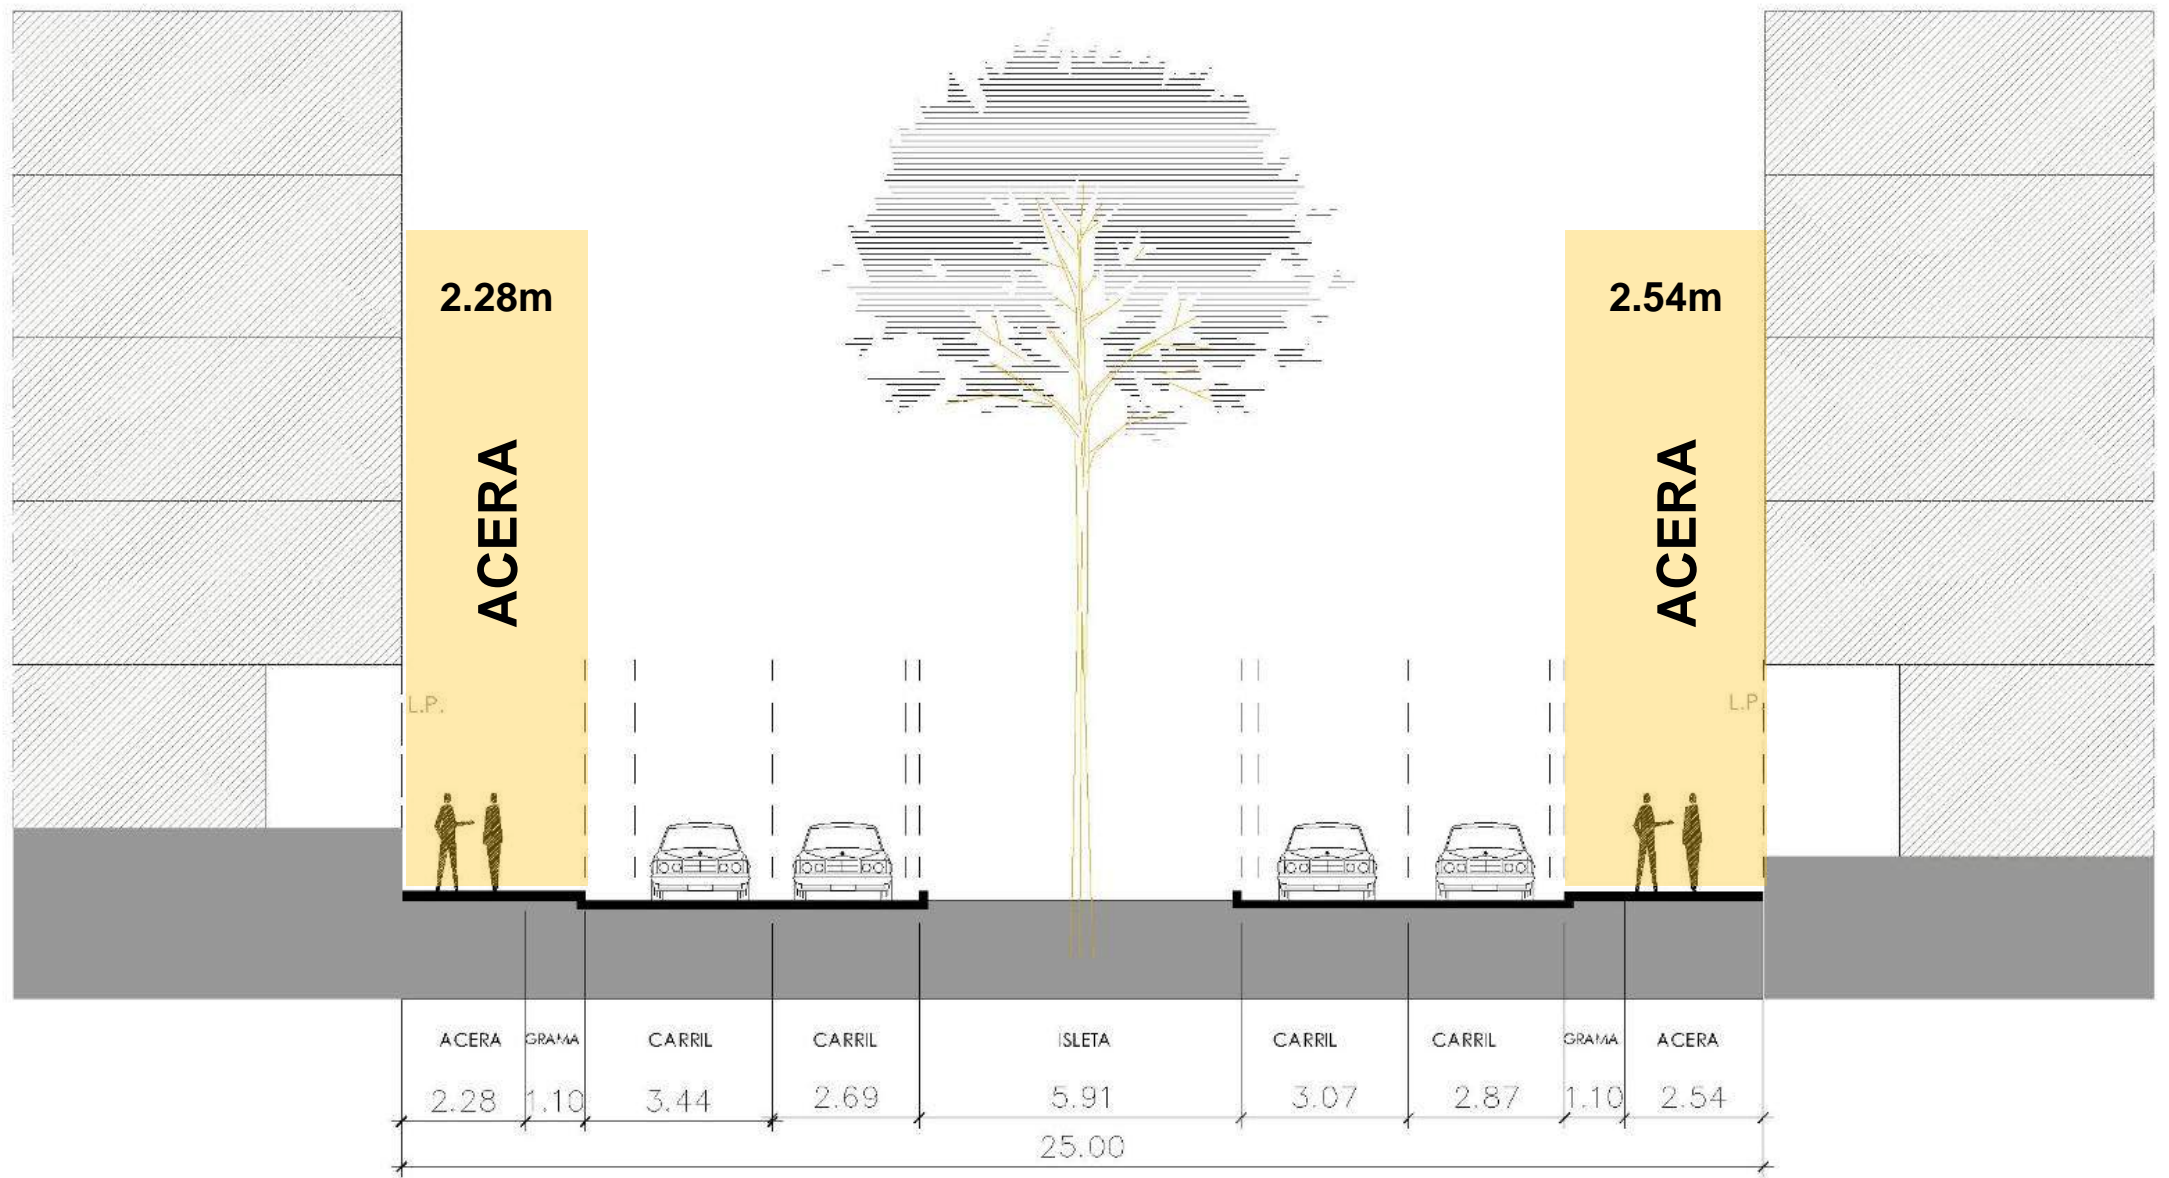 2.28m
2.54m
ACERA
ACERA
L.P.
L.P.
ACERA GRAMA CARRIL CARRIL ISLETA CARRIL CARRIL GRAMA ACERA
2.28 1.10 3.44 2.69 5.91 3.07 2.87 1.10 2.54
25.00